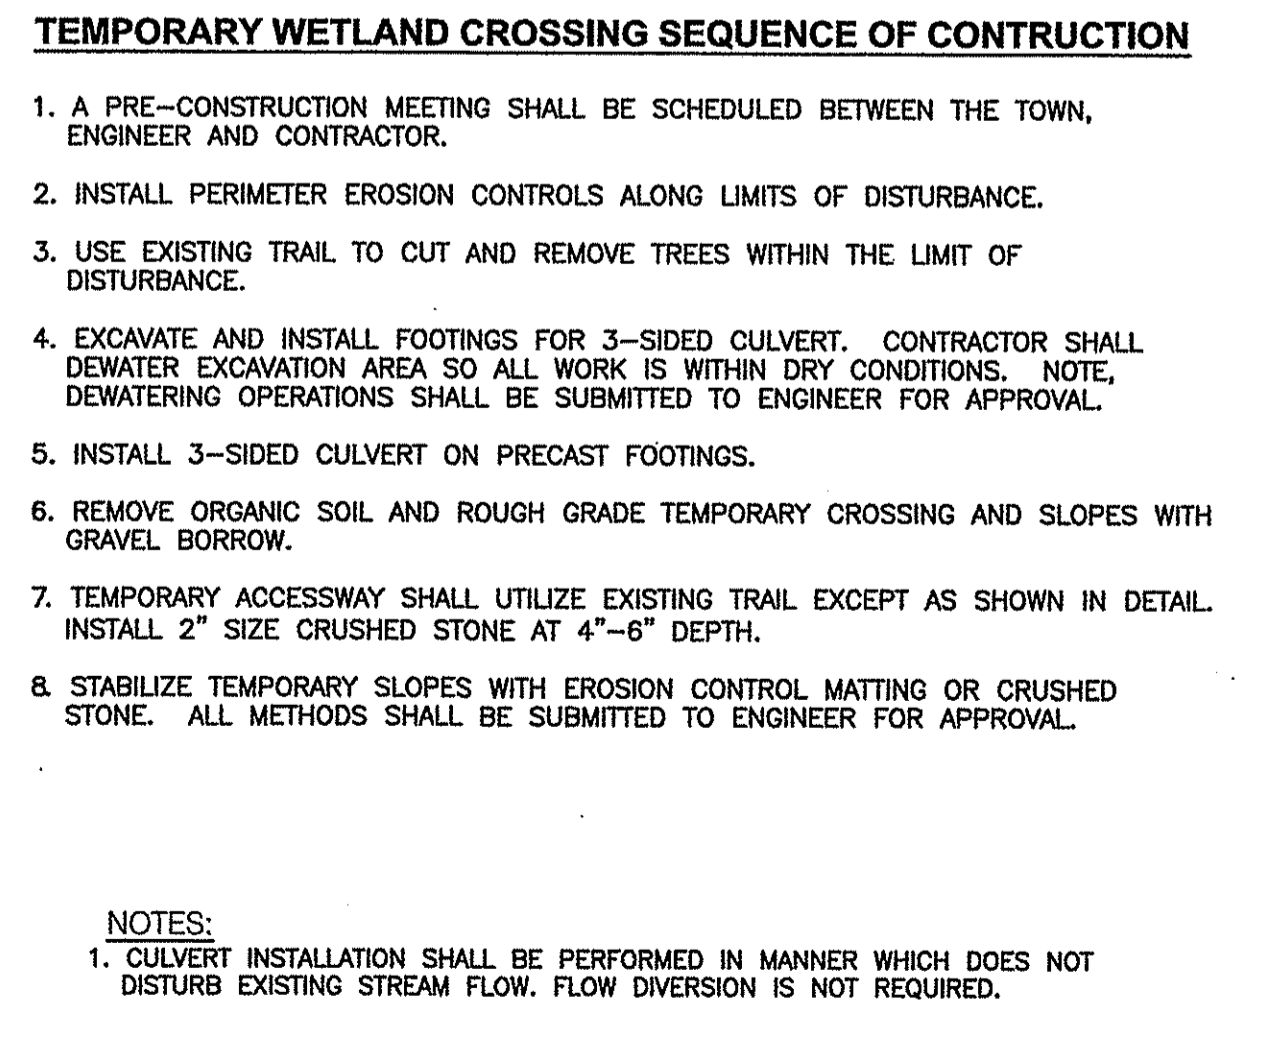 TEMPORARY WETLAND CROSSING SEQUENCE OF CONTRUCTION
1. A PRE-CONSTRUCTION MEETING SHALL BE SCHEDULED BETWEEN THE TOWN,
ENGINEER AND CONTRACTOR.
2. INSTALL PERIMETER EROSION CONTROLS ALONG LIMITS OF DISTURBANCE.
3. USE EXISTING TRAIL TO CUT AND REMOVE TREES WITHIN THE LIMIT OF
DISTURBANCE.
4. EXCAVATE AND INSTALL FOOTINGS FOR 3-SIDED CULVERT. CONTRACTOR SHALL
DEWATER EXCAVATION AREA SO ALL WORK IS WITHIN DRY CONDITIONS. NOTE,
DEWATERING OPERATIONS SHALL BE SUBMITTED TO ENGINEER FOR APPROVAL.
5. INSTALL 3-SIDED CULVERT ON PRECAST FOOTINGS.
6. REMOVE ORGANIC SOIL AND ROUGH GRADE TEMPORARY CROSSING AND SLOPES WITH
GRAVEL BORROW.
7. TEMPORARY ACCESSWAY SHALL UTILIZE EXISTING TRAIL EXCEPT AS SHOWN IN DETAIL.
INSTALL 2" SIZE CRUSHED STONE AT 4"-6" DEPTH.
8. STABILIZE TEMPORARY SLOPES WITH EROSION CONTROL MATTING OR CRUSHED
STONE. ALL METHODS SHALL BE SUBMITTED TO ENGINEER FOR APPROVAL.
NOTES:
1. CULVERT INSTALLATION SHALL BE PERFORMED IN MANNER WHICH DOES NOT
DISTURB EXISTING STREAM FLOW. FLOW DIVERSION IS NOT REQUIRED.